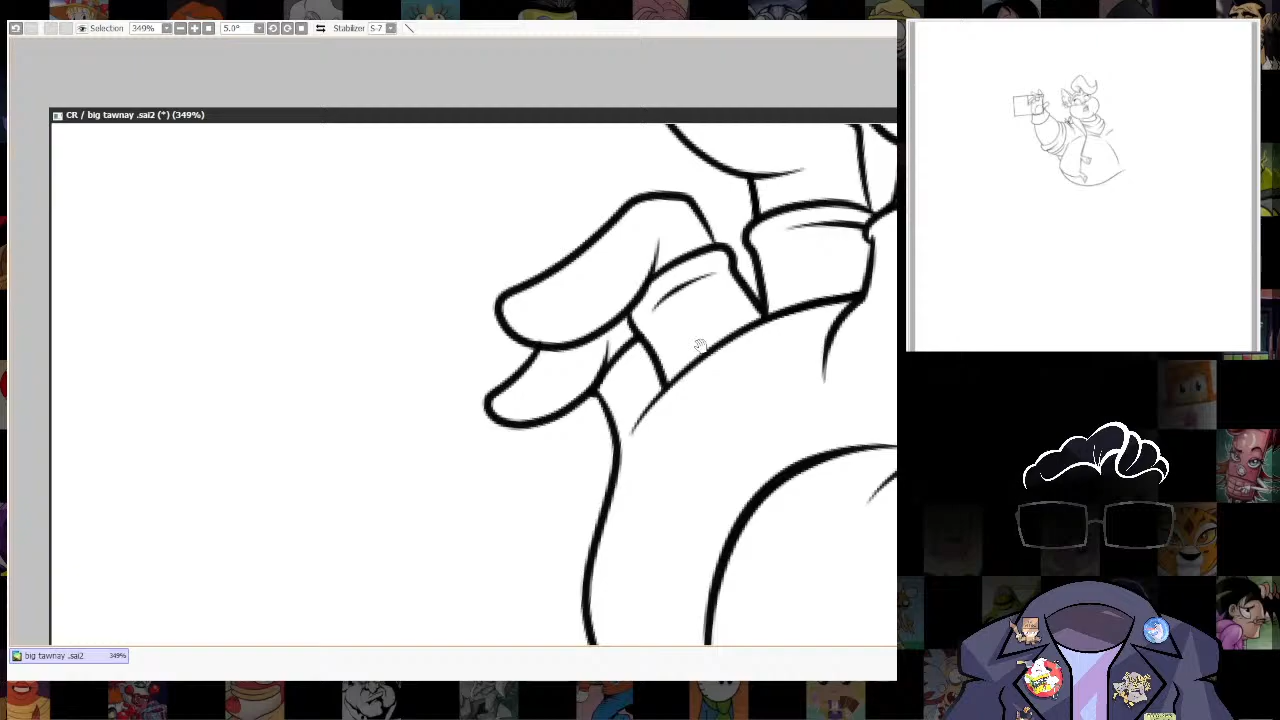 Selection 349% 5.0° Stabilizer S-7
CR / big tawnay .sai2 (*) (349%)
big tawnay .sai2 349%